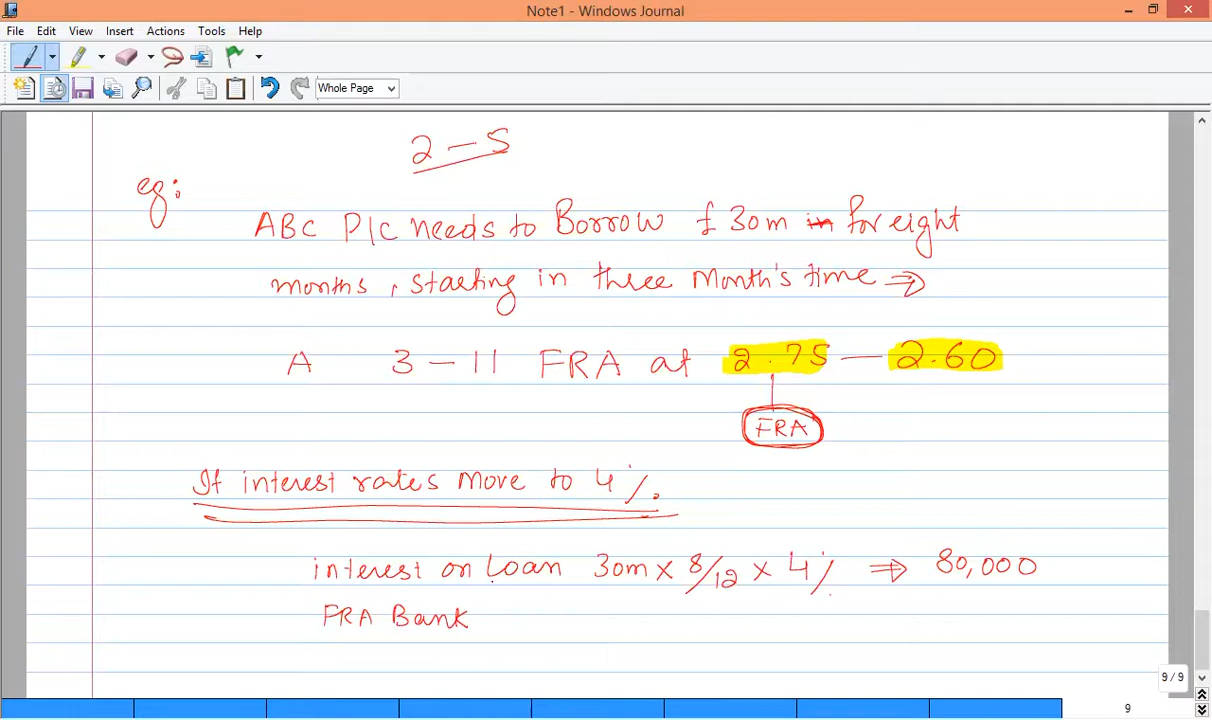 Note1 - Windows Journal
File Edit View Insert Actions Tools Help
Whole Page
2 - 5
eg:
ABC Plc needs to Borrow £ 30m in for eight
months, starting in three Month's time ⇒
A 3 - 11 FRA at 2.75 - 2.60
FRA
If interest rates move to 4%.
interest on Loan 30m × 8/12 × 4% ⇒ 80,000
FRA Bank
9 / 9
9